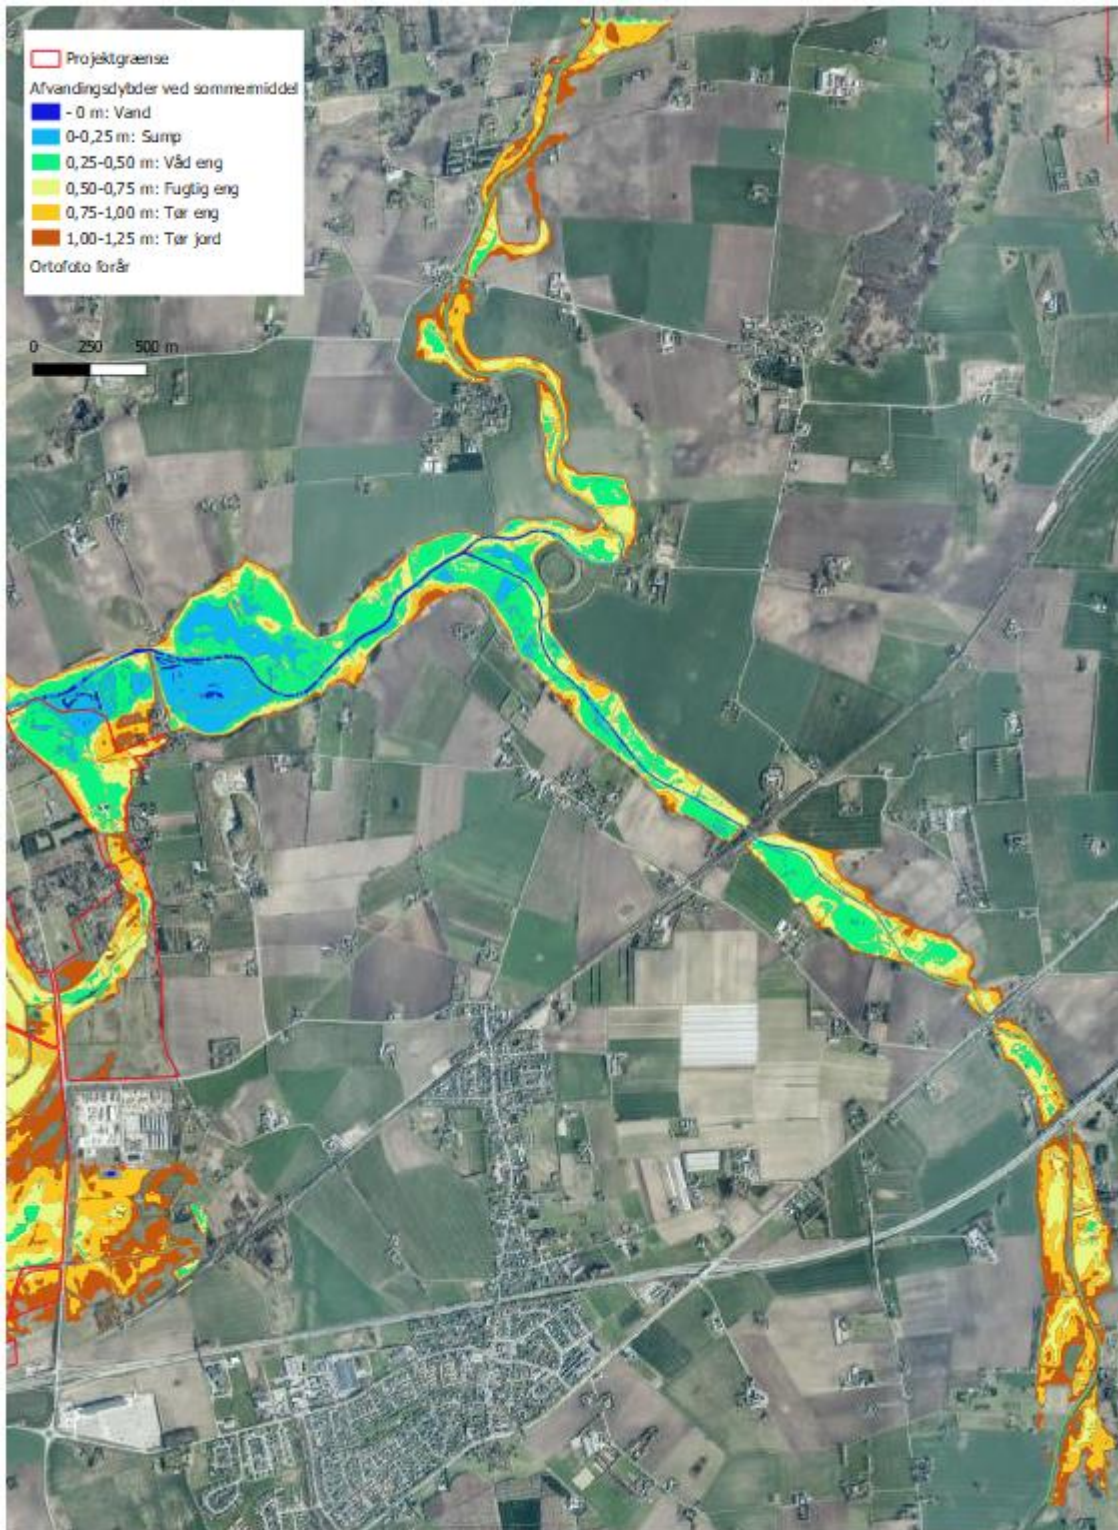 Projektgrænse
Afvandingsdybder ved sommermiddel
- 0 m: Vand
0-0,25 m: Sump
0,25-0,50 m: Våd eng
0,50-0,75 m: Fugtig eng
0,75-1,00 m: Tør eng
1,00-1,25 m: Tør jord
Ortofoto forår
0 250 500 m